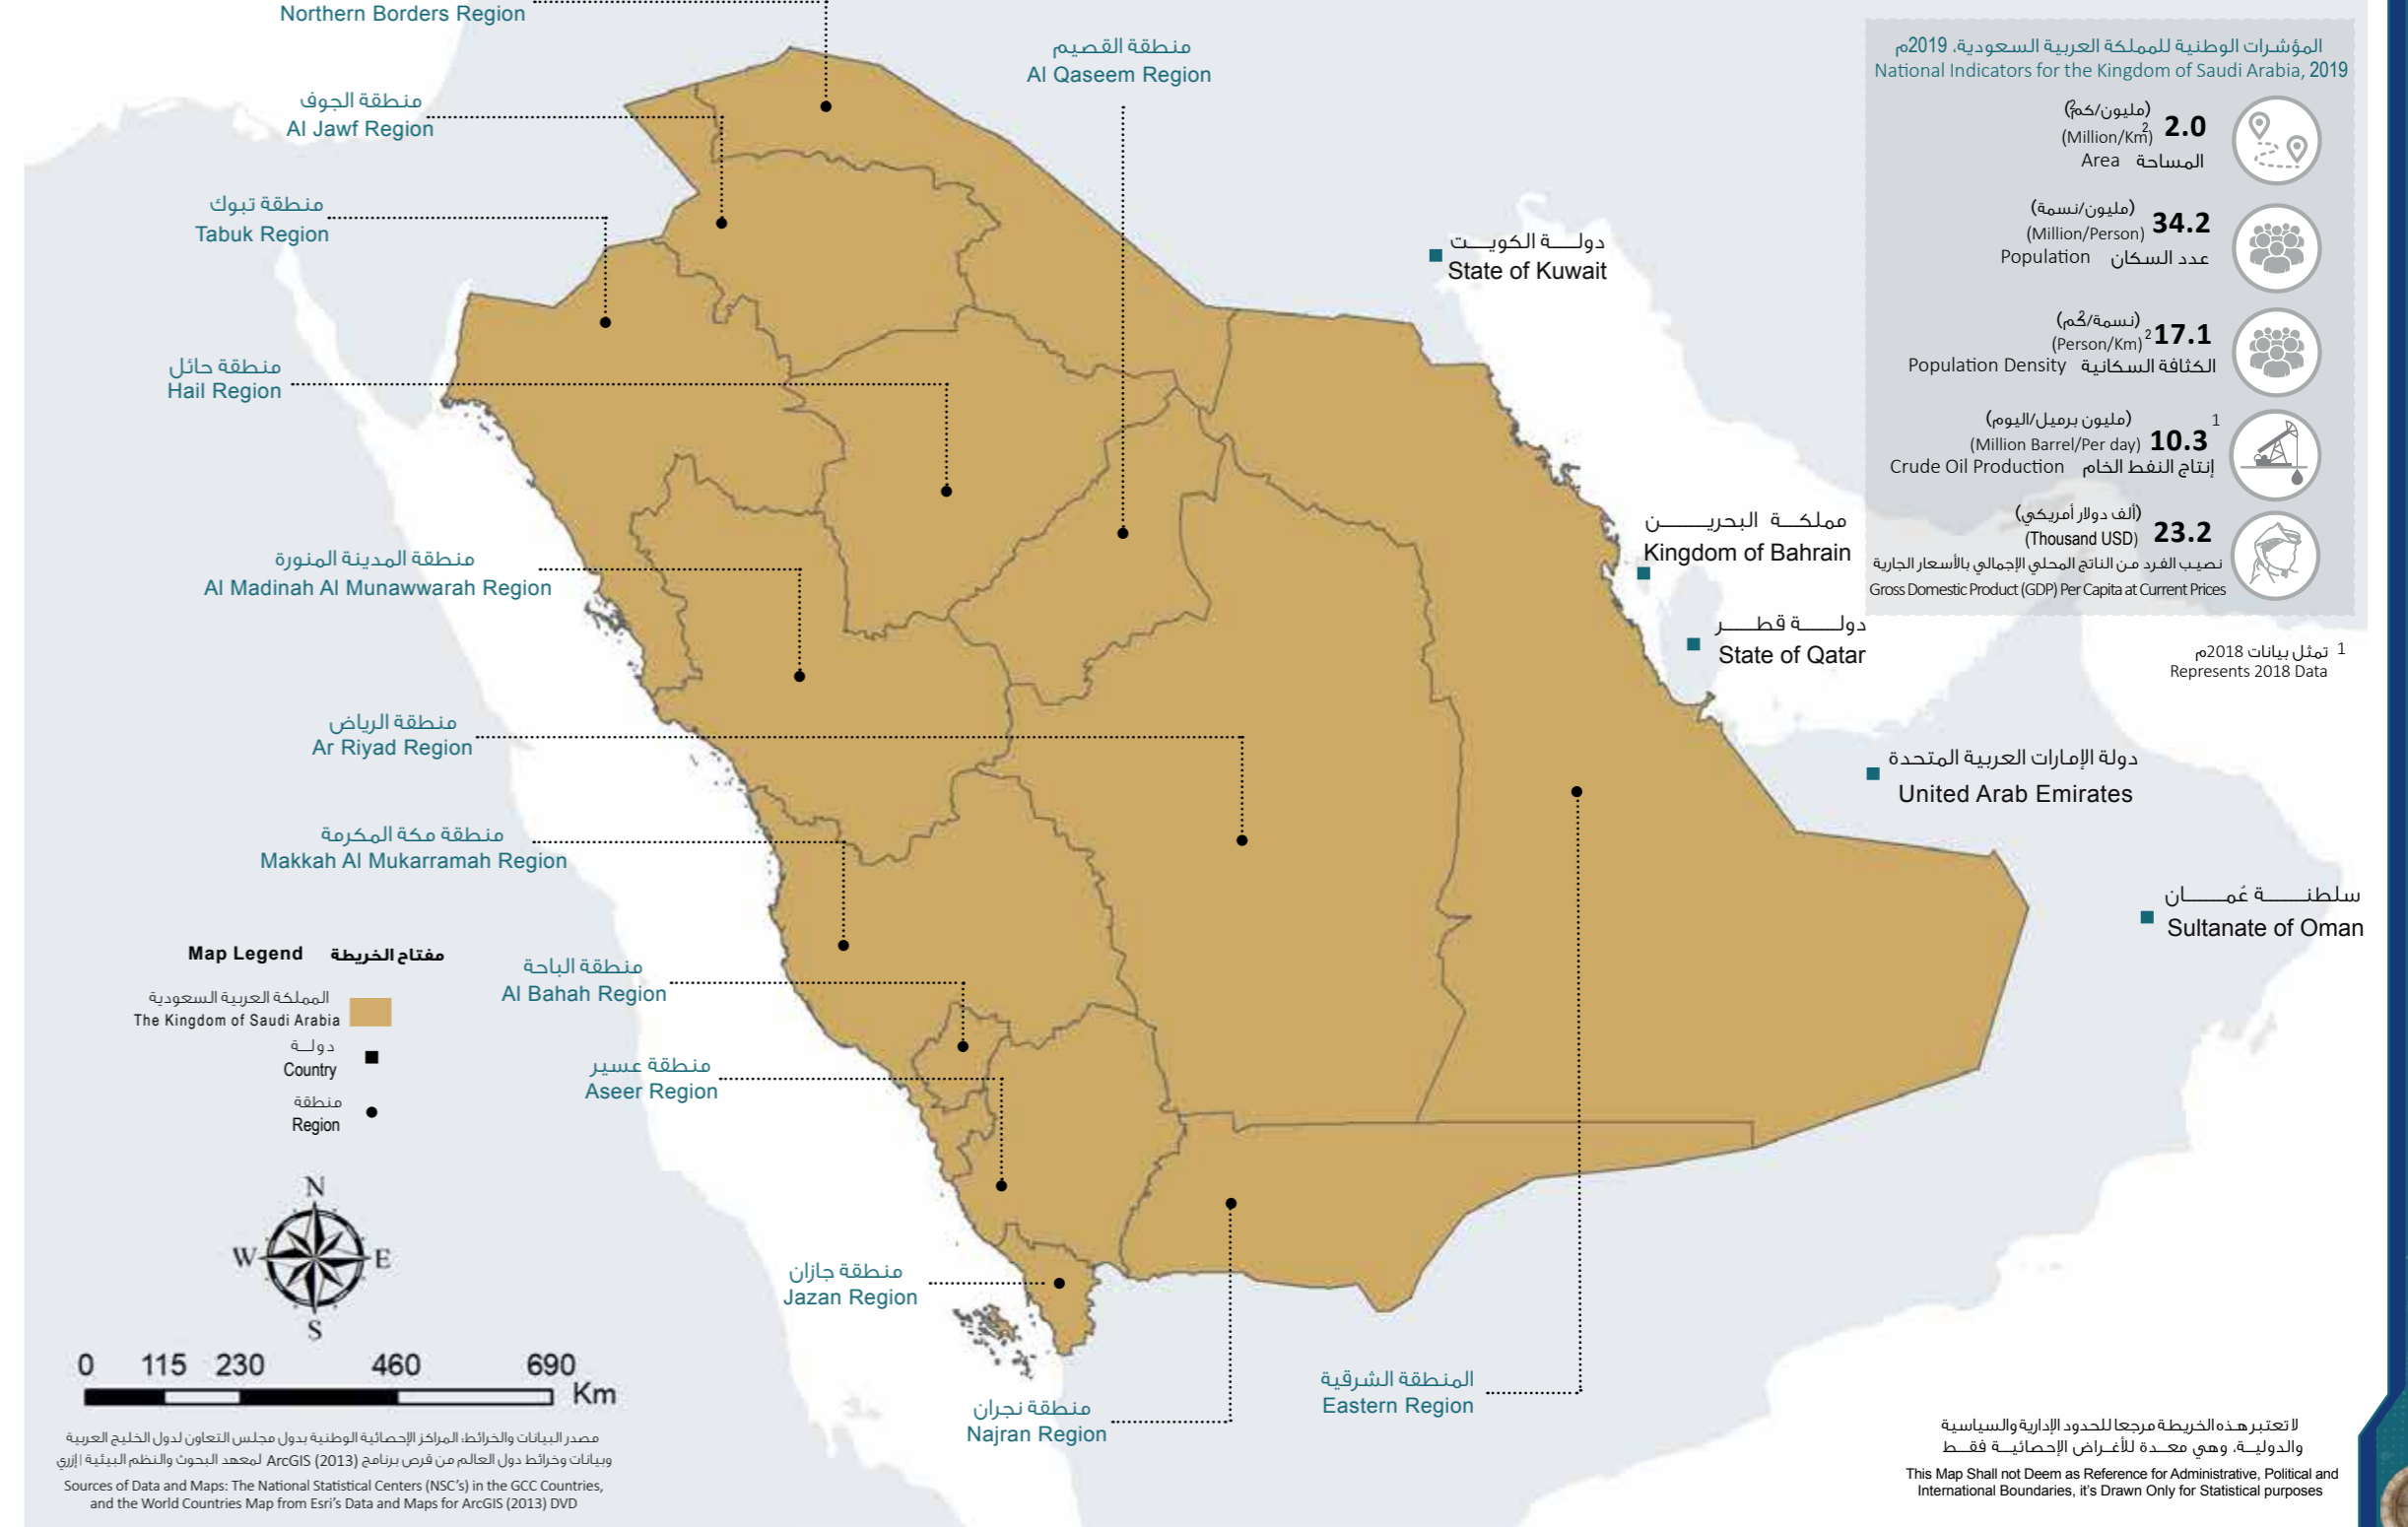 Northern Borders Region
منطقة القصيم
Al Qaseem Region
منطقة الجوف
Al Jawf Region
منطقة تبوك
Tabuk Region
منطقة حائل
Hail Region
منطقة المدينة المنورة
Al Madinah Al Munawwarah Region
منطقة الرياض
Ar Riyad Region
منطقة مكة المكرمة
Makkah Al Mukarramah Region
منطقة الباحة
Al Bahah Region
منطقة عسير
Aseer Region
منطقة جازان
Jazan Region
منطقة نجران
Najran Region
المنطقة الشرقية
Eastern Region
دولة الكويت
State of Kuwait
مملكة البحرين
Kingdom of Bahrain
دولة قطر
State of Qatar
دولة الإمارات العربية المتحدة
United Arab Emirates
سلطنة عُمان
Sultanate of Oman
المؤشرات الوطنية للمملكة العربية السعودية، 2019م
National Indicators for the Kingdom of Saudi Arabia, 2019
(مليون/كم2)
(Million/Km2) 2.0
Area المساحة
(مليون/نسمة)
(Million/Person) 34.2
Population عدد السكان
(نسمة/كم2)
(Person/Km)2 17.1
Population Density الكثافة السكانية
(مليون برميل/اليوم) 1
(Million Barrel/Per day) 10.3
Crude Oil Production إنتاج النفط الخام
(ألف دولار أمريكي)
(Thousand USD) 23.2
نصيب الفرد من الناتج المحلي الإجمالي بالأسعار الجارية
Gross Domestic Product (GDP) Per Capita at Current Prices
1 تمثل بيانات 2018م
Represents 2018 Data
Map Legend مفتاح الخريطة
المملكة العربية السعودية
The Kingdom of Saudi Arabia
دولة
Country
منطقة
Region
N
W E
S
0 115 230 460 690
Km
مصدر البيانات والخرائط: المراكز الإحصائية الوطنية بدول مجلس التعاون لدول الخليج العربية
وبيانات وخرائط دول العالم من قرص برنامج ArcGIS (2013) لمعهد البحوث والنظم البيئية | إزري
Sources of Data and Maps: The National Statistical Centers (NSC's) in the GCC Countries,
and the World Countries Map from Esri's Data and Maps for ArcGIS (2013) DVD
لا تعتبر هذه الخريطة مرجعا للحدود الإدارية والسياسية
والدولية، وهي معدة للأغراض الإحصائية فقط
This Map Shall not Deem as Reference for Administrative, Political and
International Boundaries, it's Drawn Only for Statistical purposes